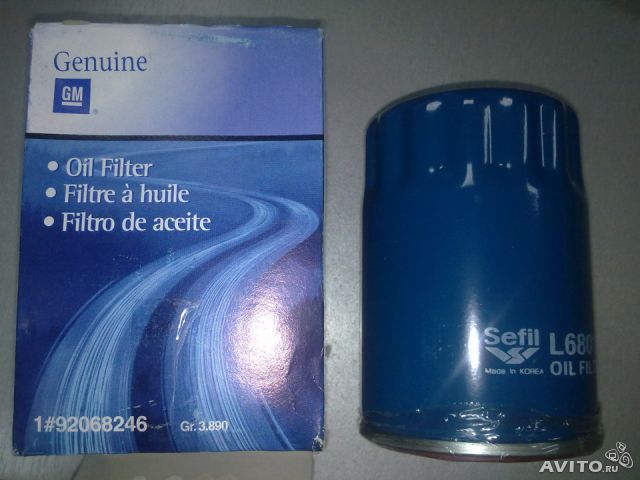 Genuine
GM
• Oil Filter
• Filtre à huile
• Filtro de aceite
1#92068246 Gr. 3.890
Sefil
Made in KOREA
OIL
AVITO.ru